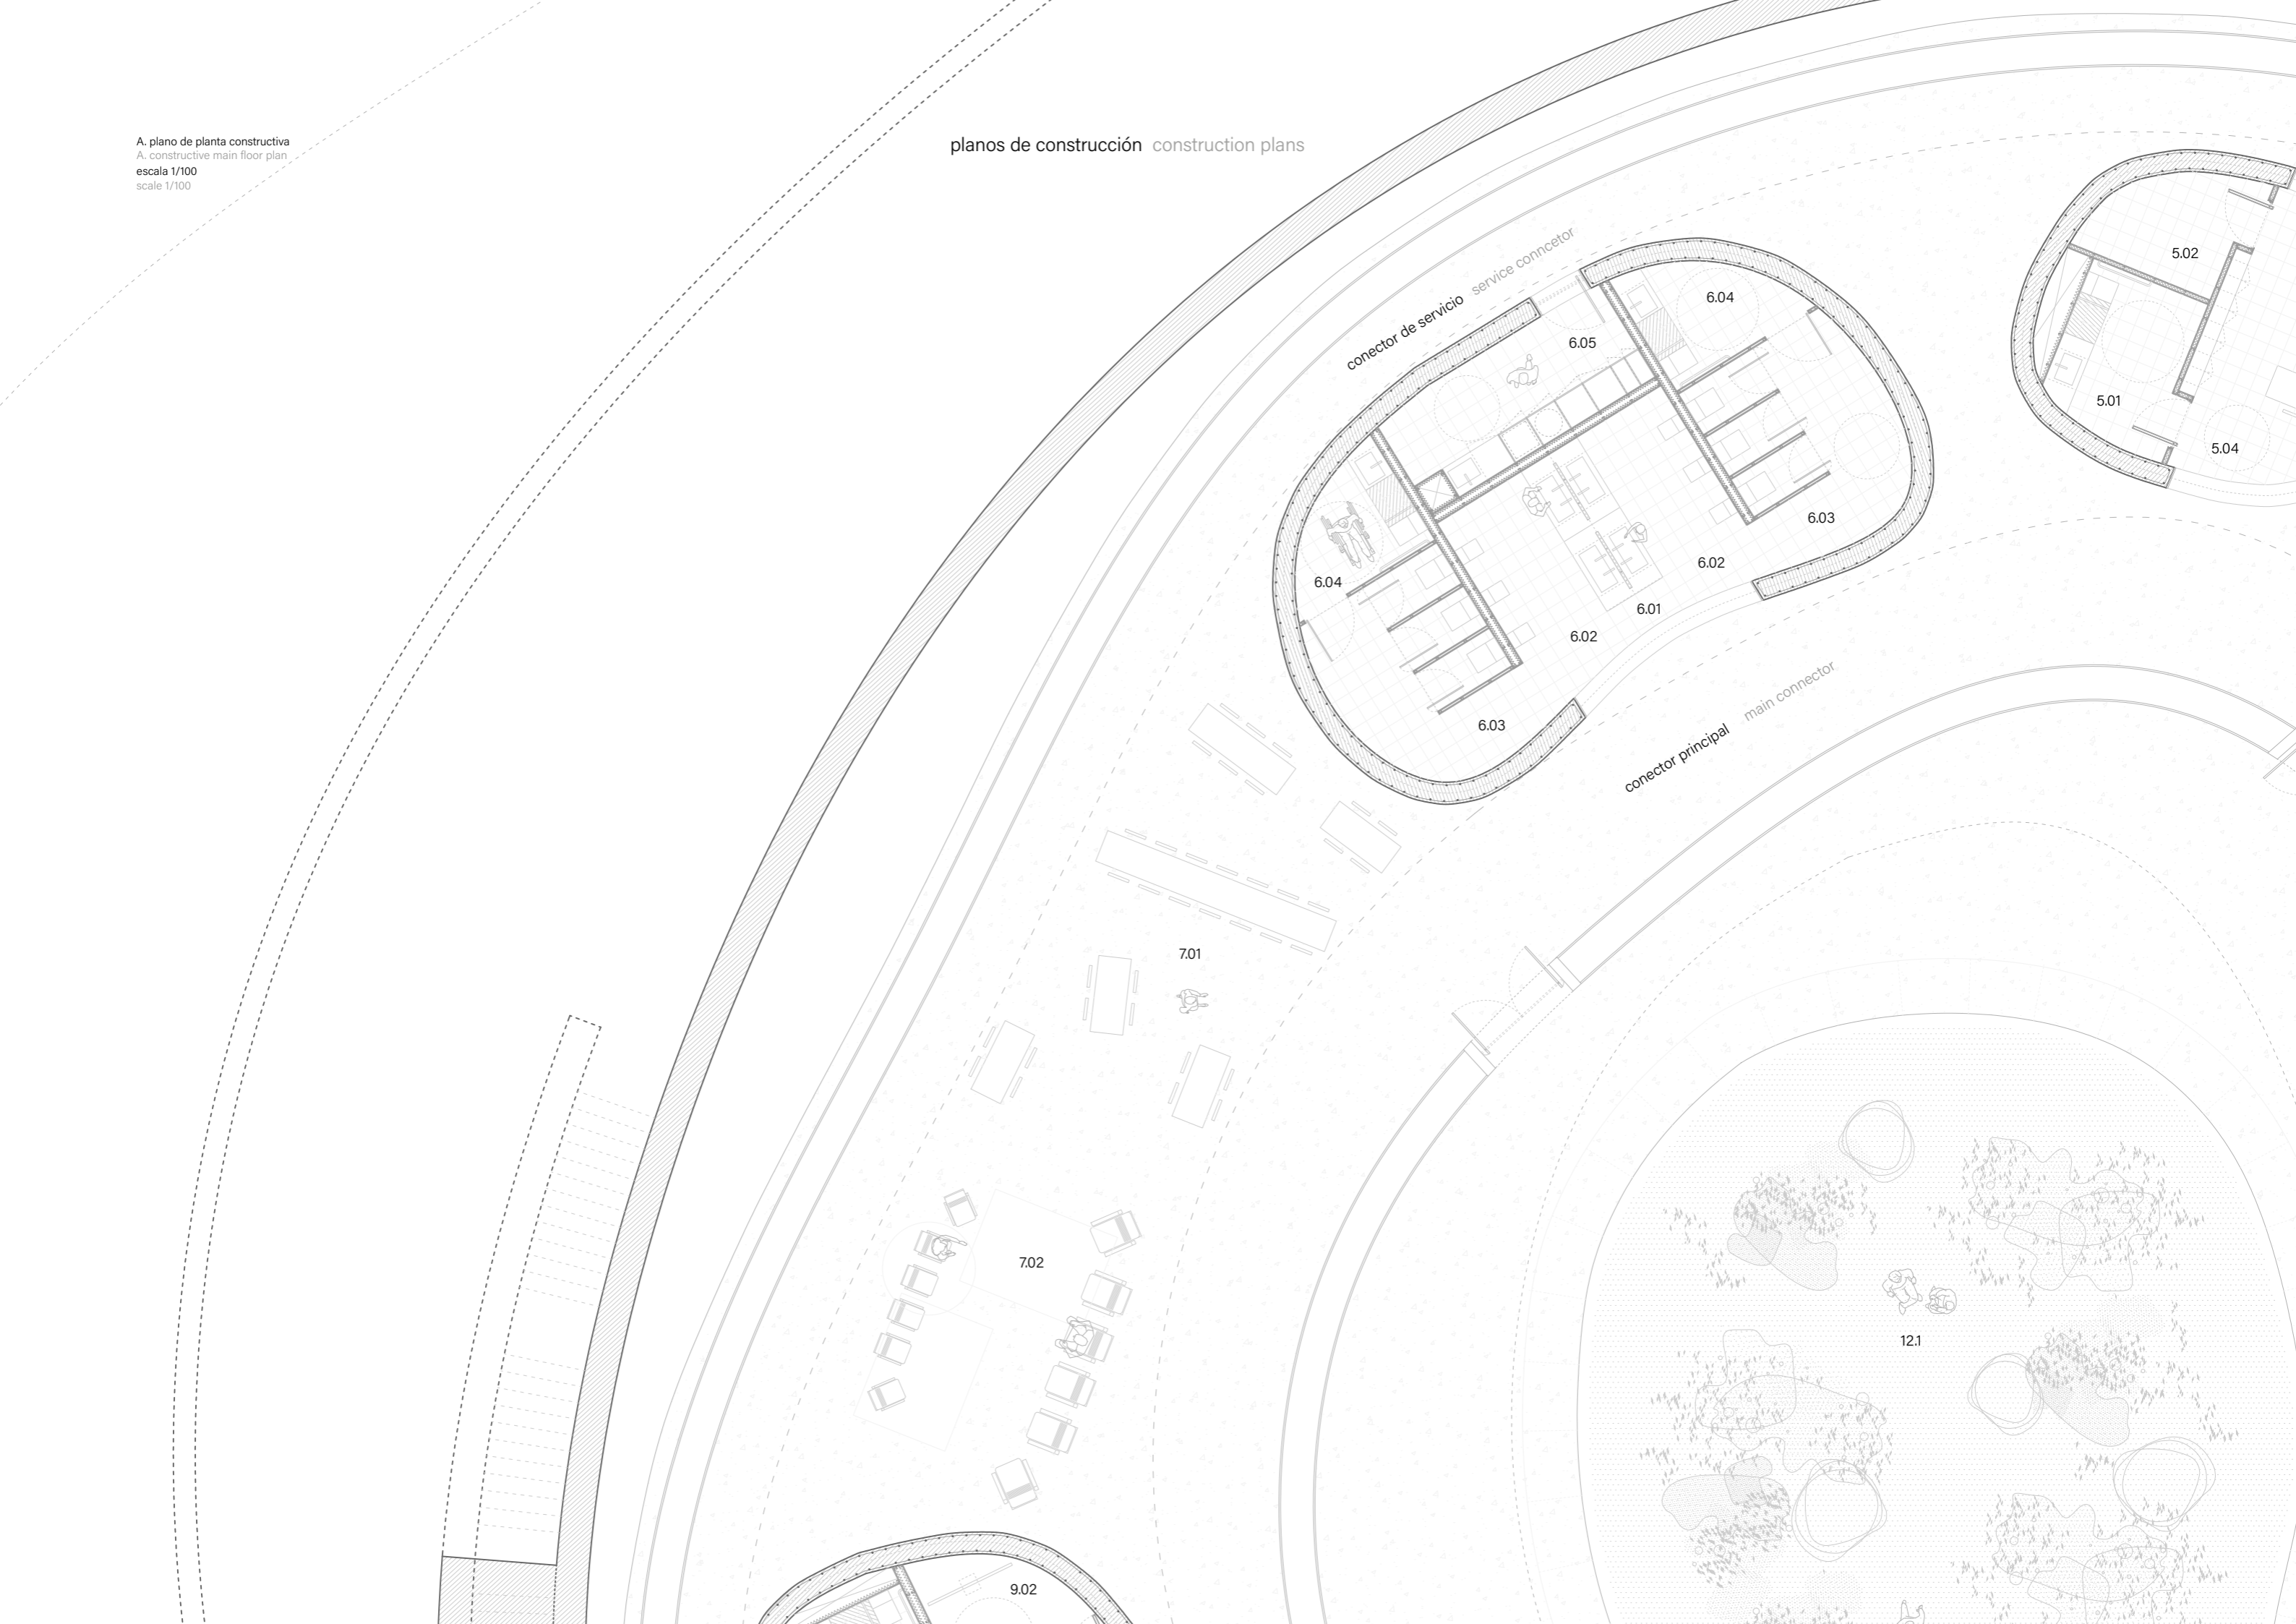 A. plano de planta constructiva
A. constructive main floor plan
escala 1/100
scale 1/100
planos de construcción construction plans
conector de servicio service conncetor
5.02
6.04
6.05
5.01
5.04
6.03
6.02
6.04
6.01
6.02
6.03
conector principal main connector
7.01
7.02
12.1
9.02